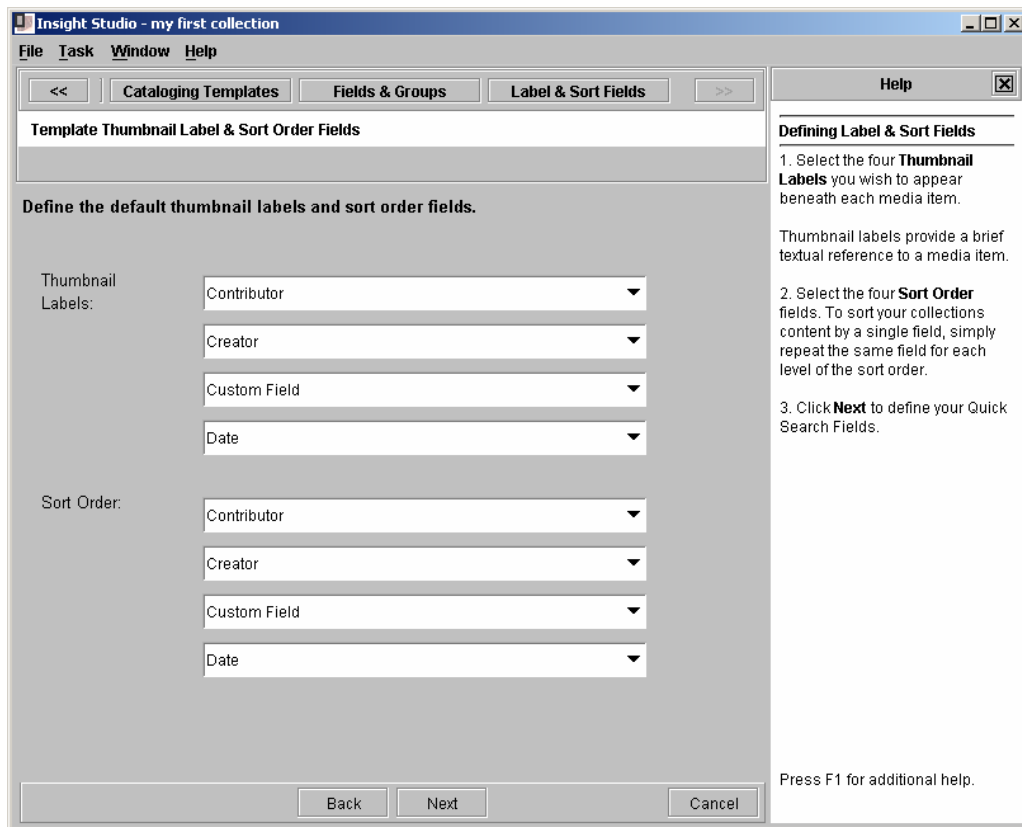 Insight Studio - my first collection
File Task Window Help
<< Cataloging Templates Fields & Groups Label & Sort Fields >>
Template Thumbnail Label & Sort Order Fields
Define the default thumbnail labels and sort order fields.
Thumbnail
Labels:
Contributor
Creator
Custom Field
Date
Sort Order:
Contributor
Creator
Custom Field
Date
Back Next Cancel
Help
Defining Label & Sort Fields
1. Select the four Thumbnail
Labels you wish to appear
beneath each media item.
Thumbnail labels provide a brief
textual reference to a media item.
2. Select the four Sort Order
fields. To sort your collections
content by a single field, simply
repeat the same field for each
level of the sort order.
3. Click Next to define your Quick
Search Fields.
Press F1 for additional help.